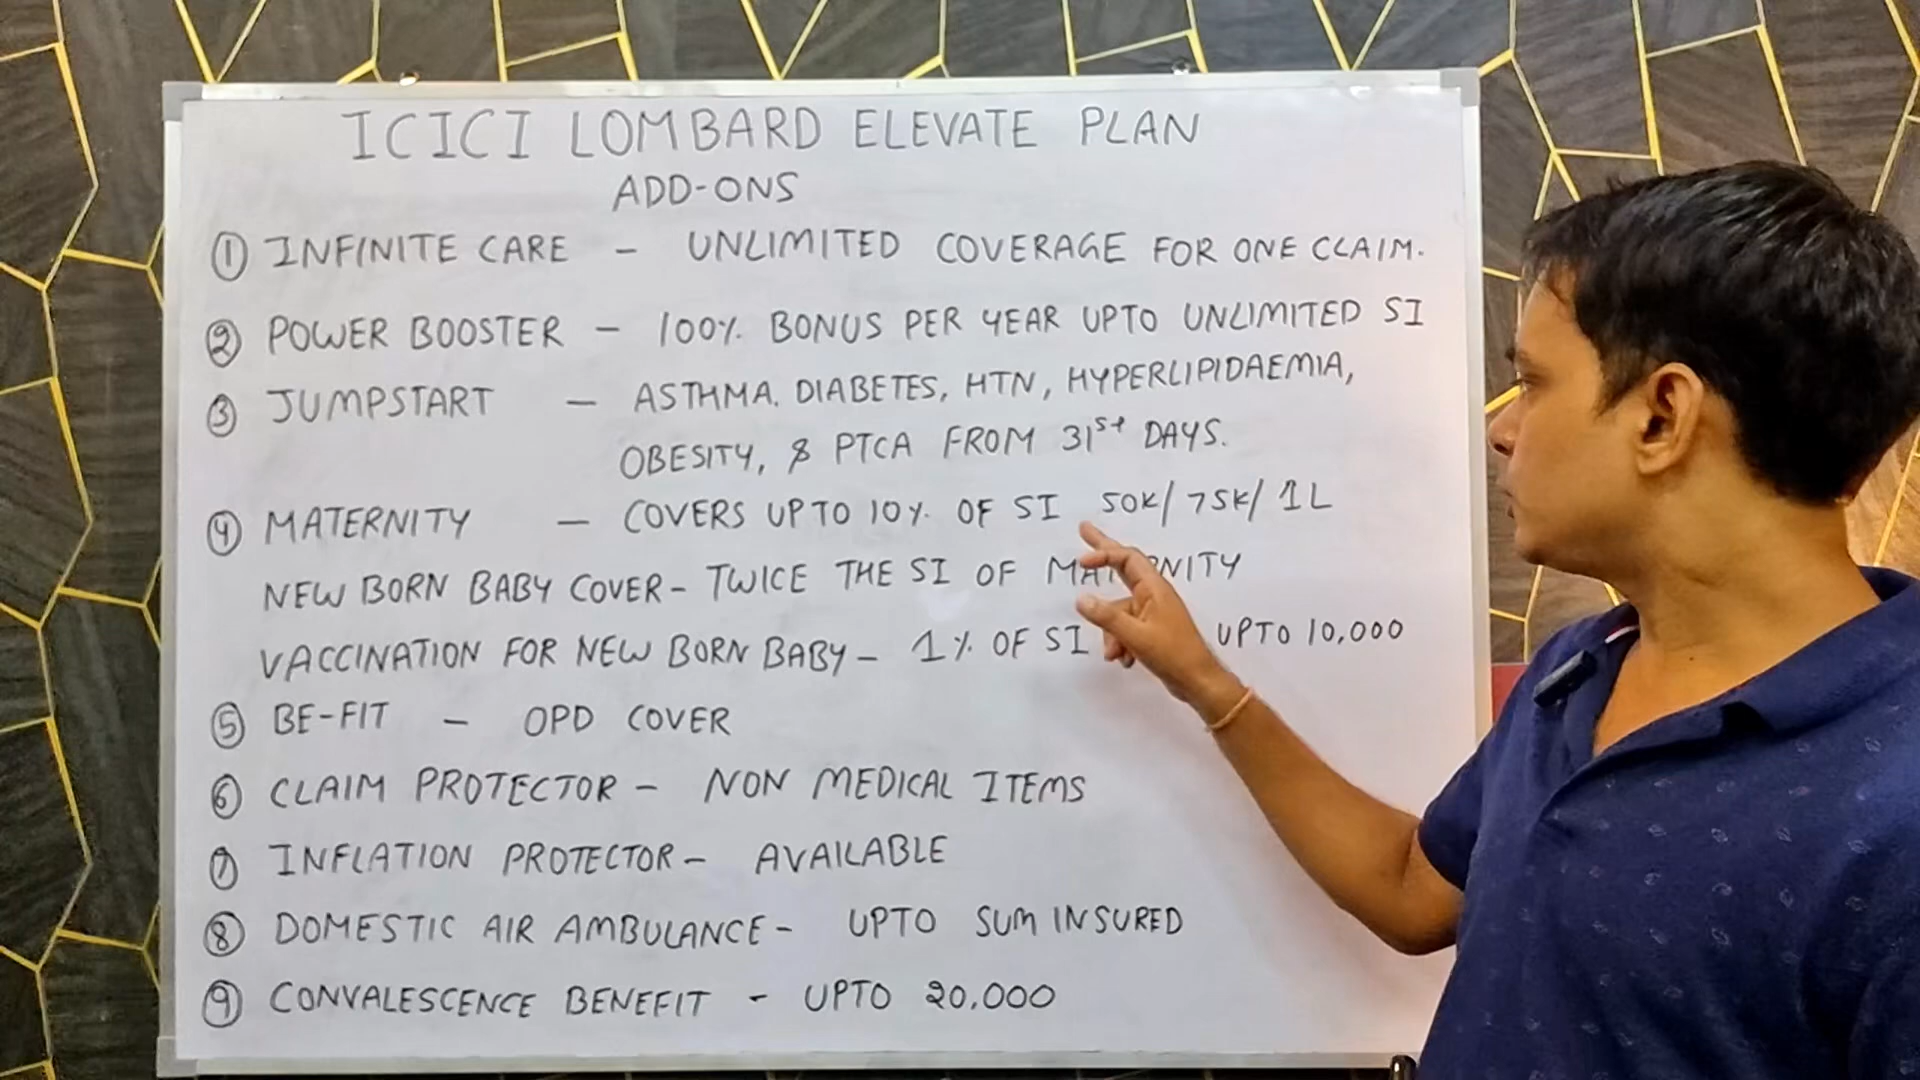 ICICI LOMBARD ELEVATE PLAN
ADD-ONS
① INFINITE CARE - UNLIMITED COVERAGE FOR ONE CLAIM.
② POWER BOOSTER - 100% BONUS PER YEAR UPTO UNLIMITED SI
③ JUMPSTART - ASTHMA. DIABETES, HTN, HYPERLIPIDAEMIA,
OBESITY, & PTCA FROM 31st DAYS.
④ MATERNITY - COVERS UPTO 10% OF SI 50K/75K/1L
NEW BORN BABY COVER - TWICE THE SI OF
VACCINATION FOR NEW BORN BABY - 1% OF SI UPTO 10,000
⑤ BE-FIT - OPD COVER
⑥ CLAIM PROTECTOR - NON MEDICAL ITEMS
⑦ INFLATION PROTECTOR - AVAILABLE
⑧ DOMESTIC AIR AMBULANCE - UPTO SUM INSURED
⑨ CONVALESCENCE BENEFIT - UPTO 20,000